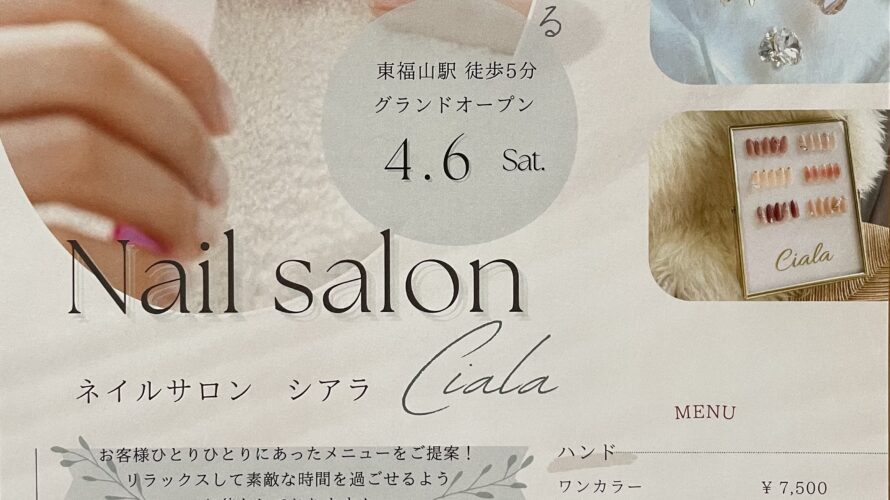 る
東福山駅 徒歩5分
グランドオープン
4.6 Sat.
Nail salon
Ciala
ネイルサロン シアラ Ciala
お客様ひとりひとりにあったメニューをご提案！
リラックスして素敵な時間を過ごせるよう
MENU
ハンド
ワンカラー ¥ 7,500